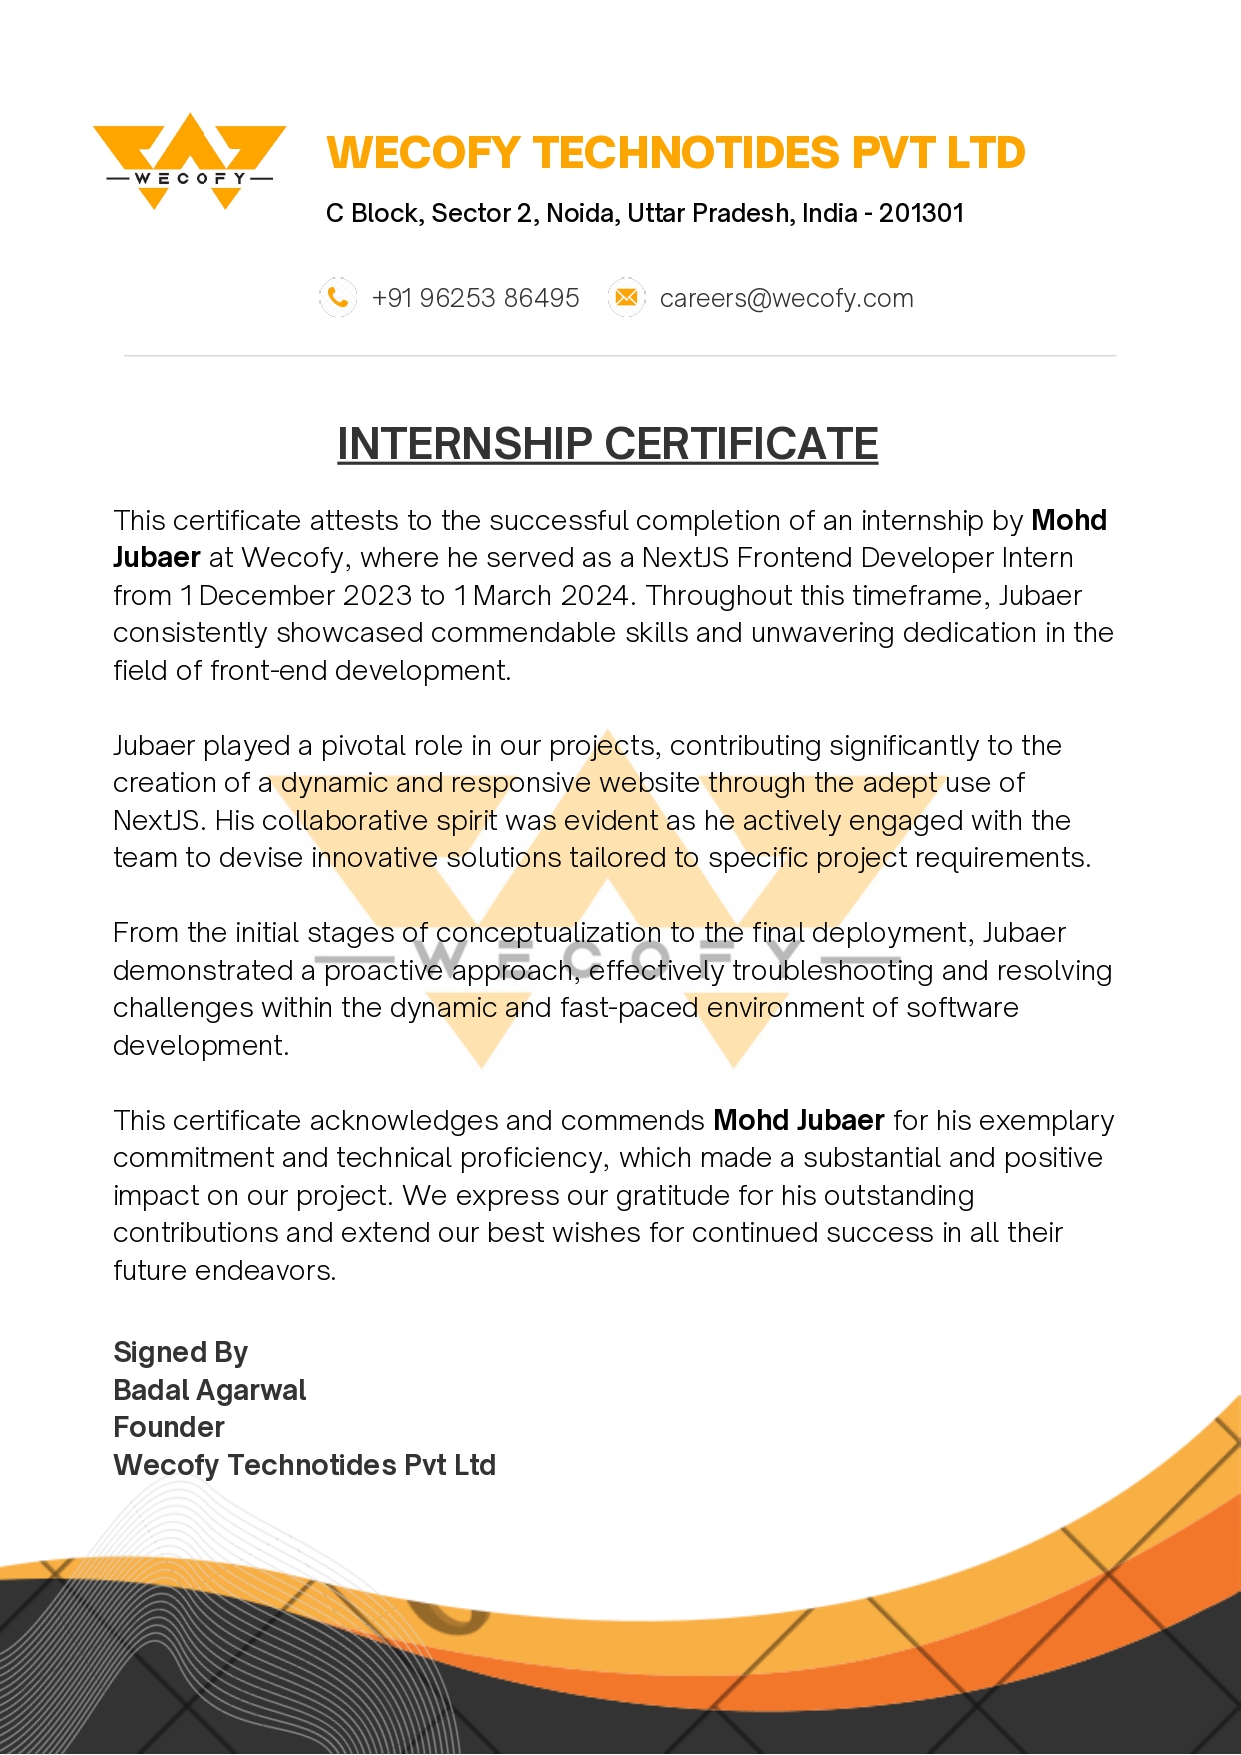 WECOFY
WECOFY TECHNOTIDES PVT LTD
C Block, Sector 2, Noida, Uttar Pradesh, India - 201301
+91 96253 86495 careers@wecofy.com
INTERNSHIP CERTIFICATE
This certificate attests to the successful completion of an internship by Mohd
Jubaer at Wecofy, where he served as a NextJS Frontend Developer Intern
from 1 December 2023 to 1 March 2024. Throughout this timeframe, Jubaer
consistently showcased commendable skills and unwavering dedication in the
field of front-end development.
Jubaer played a pivotal role in our projects, contributing significantly to the
creation of a dynamic and responsive website through the adept use of
NextJS. His collaborative spirit was evident as he actively engaged with the
team to devise innovative solutions tailored to specific project requirements.
From the initial stages of conceptualization to the final deployment, Jubaer
WECOFY
demonstrated a proactive approach, effectively troubleshooting and resolving
challenges within the dynamic and fast-paced environment of software
development.
This certificate acknowledges and commends Mohd Jubaer for his exemplary
commitment and technical proficiency, which made a substantial and positive
impact on our project. We express our gratitude for his outstanding
contributions and extend our best wishes for continued success in all their
future endeavors.
Signed By
Badal Agarwal
Founder
Wecofy Technotides Pvt Ltd